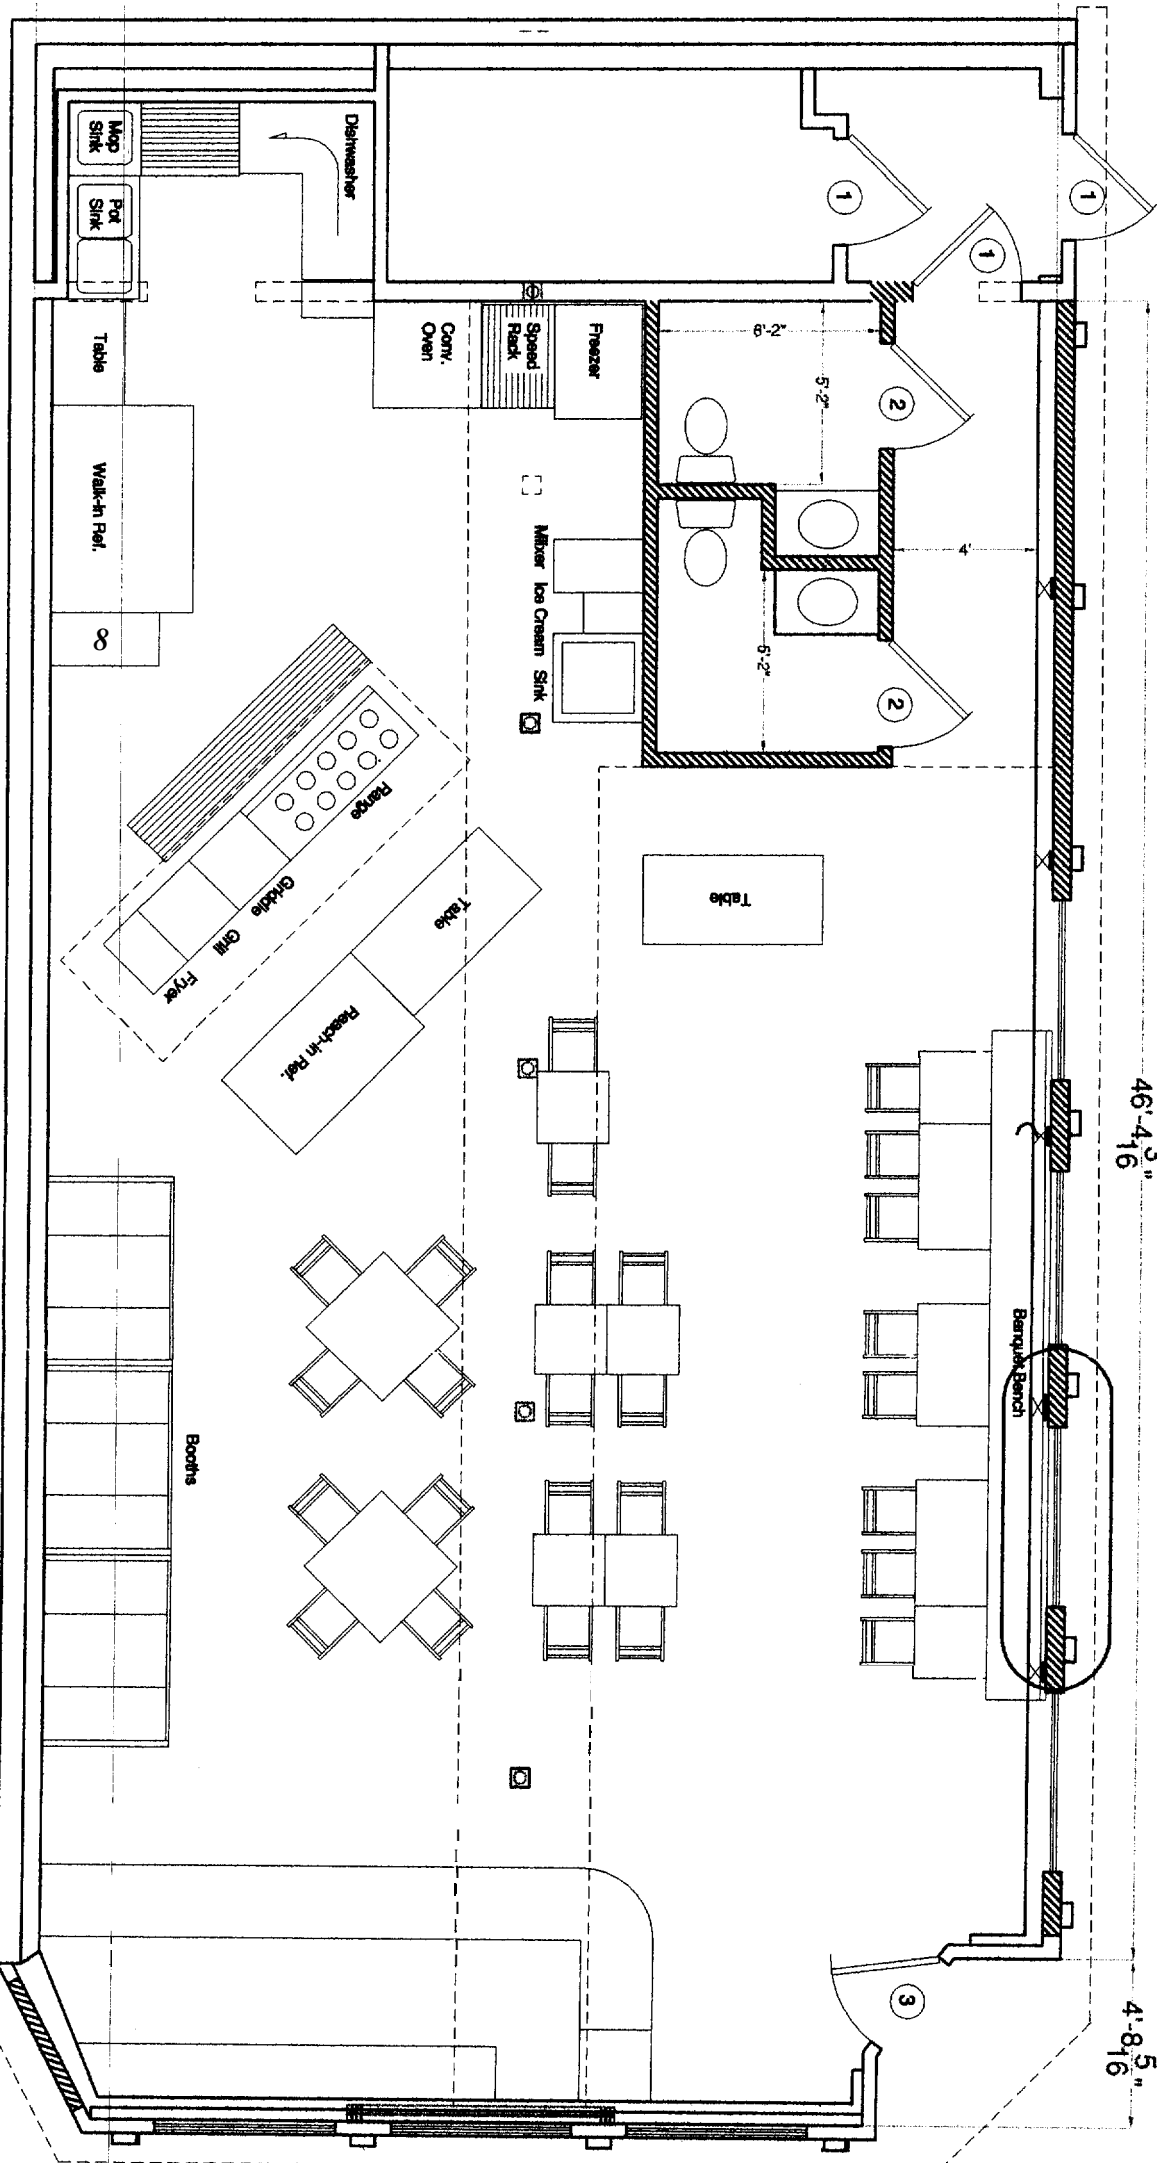 Dishwasher
Mop
Sink
Pot
Sink
1
1
1
Table
Conv.
Oven
Speed
Rack
Freezer
6'-2"
5'-2"
2
Walk-in Ref.
4'
Mixer Ice Cream Sink
8
5'-2"
2
Range
Griddle
Grill
Fryer
Table
Table
Reach-in Ref.
46'-4 3/16"
Banquet Bench
Booths
3
4'-8 5/16"